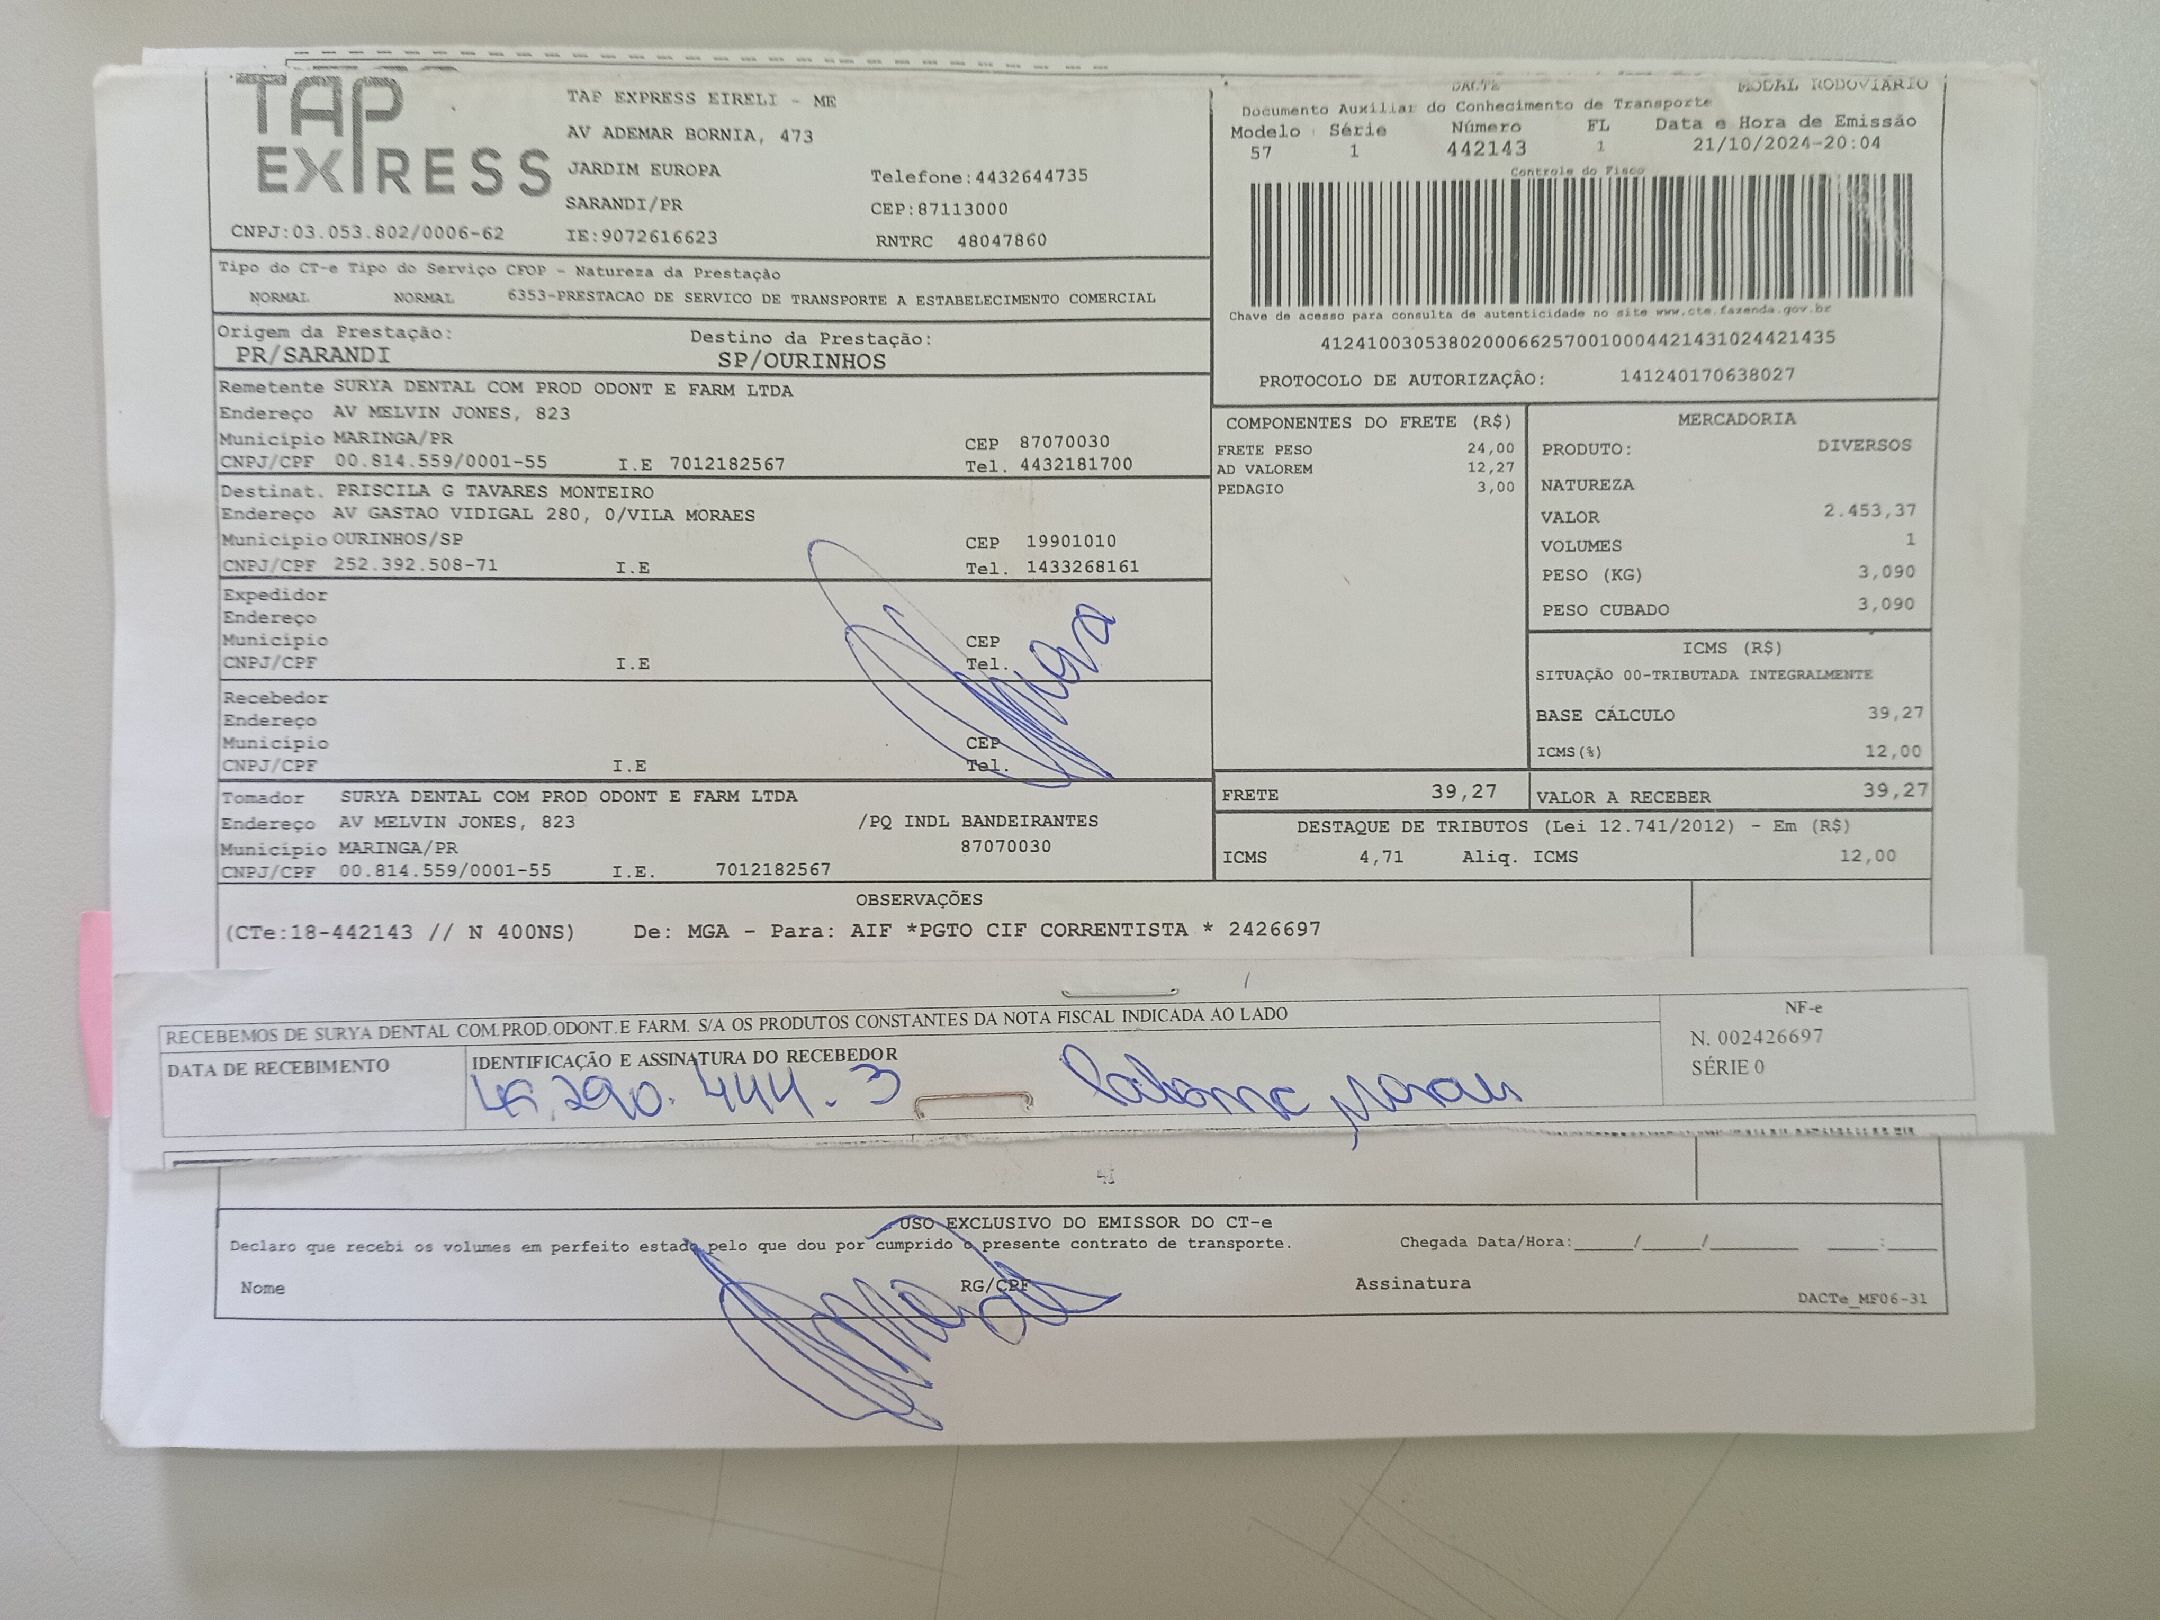 TAP EXPRESS
TAP EXPRESS EIRELI - ME
AV ADEMAR BORNIA, 473
JARDIM EUROPA
Telefone:4432644735
SARANDI/PR
CEP:87113000
CNPJ:03.053.802/0006-62
IE:9072616623
RNTRC 48047860
DACTE
MODAL RODOVIÁRIO
Documento Auxiliar do Conhecimento de Transporte
Modelo Série Número FL Data e Hora de Emissão
57 1 442143 1 21/10/2024-20:04
Controle do Fisco
Chave de acesso para consulta de autenticidade no site www.cte.fazenda.gov.br
41241003053802000662570010004421431024421435
PROTOCOLO DE AUTORIZAÇÃO: 141240170638027
Tipo do CT-e Tipo do Serviço CFOP - Natureza da Prestação
NORMAL NORMAL 6353-PRESTACAO DE SERVICO DE TRANSPORTE A ESTABELECIMENTO COMERCIAL
Origem da Prestação: Destino da Prestação:
PR/SARANDI SP/OURINHOS
Remetente SURYA DENTAL COM PROD ODONT E FARM LTDA
Endereço AV MELVIN JONES, 823
Município MARINGA/PR CEP 87070030
CNPJ/CPF 00.814.559/0001-55 I.E 7012182567 Tel. 4432181700
Destinat. PRISCILA G TAVARES MONTEIRO
Endereço AV GASTAO VIDIGAL 280, 0/VILA MORAES
Município OURINHOS/SP CEP 19901010
CNPJ/CPF 252.392.508-71 I.E Tel. 1433268161
Expedidor
Endereço
Município CEP
CNPJ/CPF I.E Tel.
Recebedor
Endereço
Município CEP
CNPJ/CPF I.E Tel.
Tomador SURYA DENTAL COM PROD ODONT E FARM LTDA
Endereço AV MELVIN JONES, 823 /PQ INDL BANDEIRANTES
Município MARINGA/PR 87070030
CNPJ/CPF 00.814.559/0001-55 I.E. 7012182567
COMPONENTES DO FRETE (R$)
FRETE PESO 24,00
AD VALOREM 12,27
PEDAGIO 3,00
MERCADORIA
PRODUTO: DIVERSOS
NATUREZA
VALOR 2.453,37
VOLUMES 1
PESO (KG) 3,090
PESO CUBADO 3,090
ICMS (R$)
SITUAÇÃO 00-TRIBUTADA INTEGRALMENTE
BASE CÁLCULO 39,27
ICMS(%) 12,00
FRETE 39,27 VALOR A RECEBER 39,27
DESTAQUE DE TRIBUTOS (Lei 12.741/2012) - Em (R$)
ICMS 4,71 Aliq. ICMS 12,00
OBSERVAÇÕES
(CTe:18-442143 // N 400NS) De: MGA - Para: AIF *PGTO CIF CORRENTISTA * 2426697
RECEBEMOS DE SURYA DENTAL COM.PROD.ODONT.E FARM. S/A OS PRODUTOS CONSTANTES DA NOTA FISCAL INDICADA AO LADO
NF-e
N. 002426697
SÉRIE 0
DATA DE RECEBIMENTO
IDENTIFICAÇÃO E ASSINATURA DO RECEBEDOR
290.444.3
USO EXCLUSIVO DO EMISSOR DO CT-e
Declaro que recebi os volumes em perfeito estado pelo que dou por cumprido o presente contrato de transporte. Chegada Data/Hora:_____/_____/________ _____:_____
Nome RG/CPF Assinatura
DACTe_MF06-31